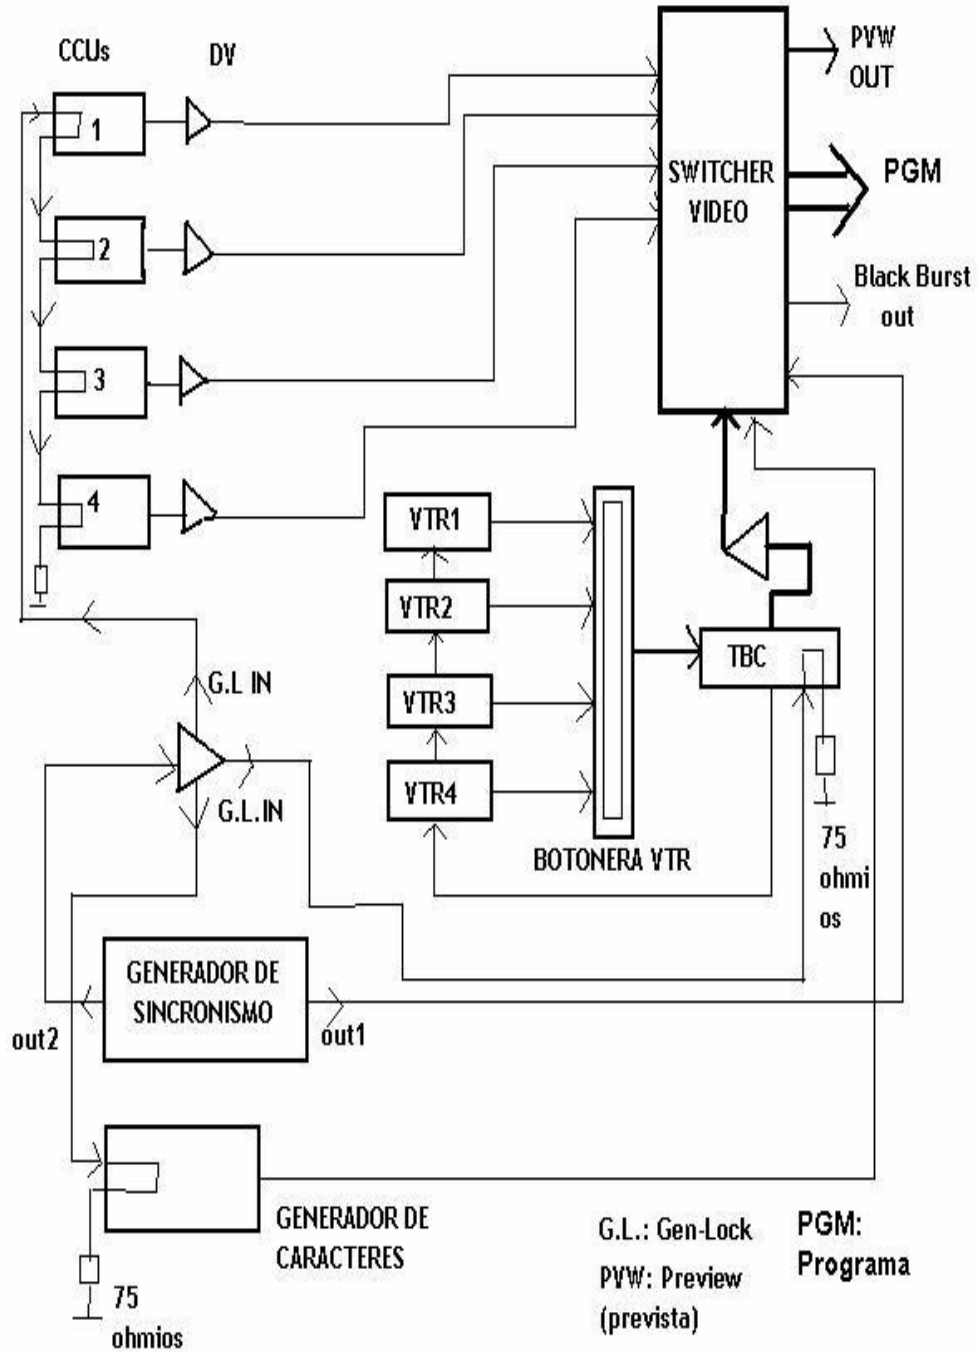 CCUs
DV
PVW
OUT
1
SWITCHER
VIDEO
PGM
2
Black Burst
out
3
4
VTR1
VTR2
TBC
G.L IN
VTR3
VTR4
G.L.IN
BOTONERA VTR
75
ohmi
os
GENERADOR DE
SINCRONISMO
out2
out1
GENERADOR DE
CARACTERES
75
ohmios
G.L.: Gen-Lock
PVW: Preview
(prevista)
PGM:
Programa